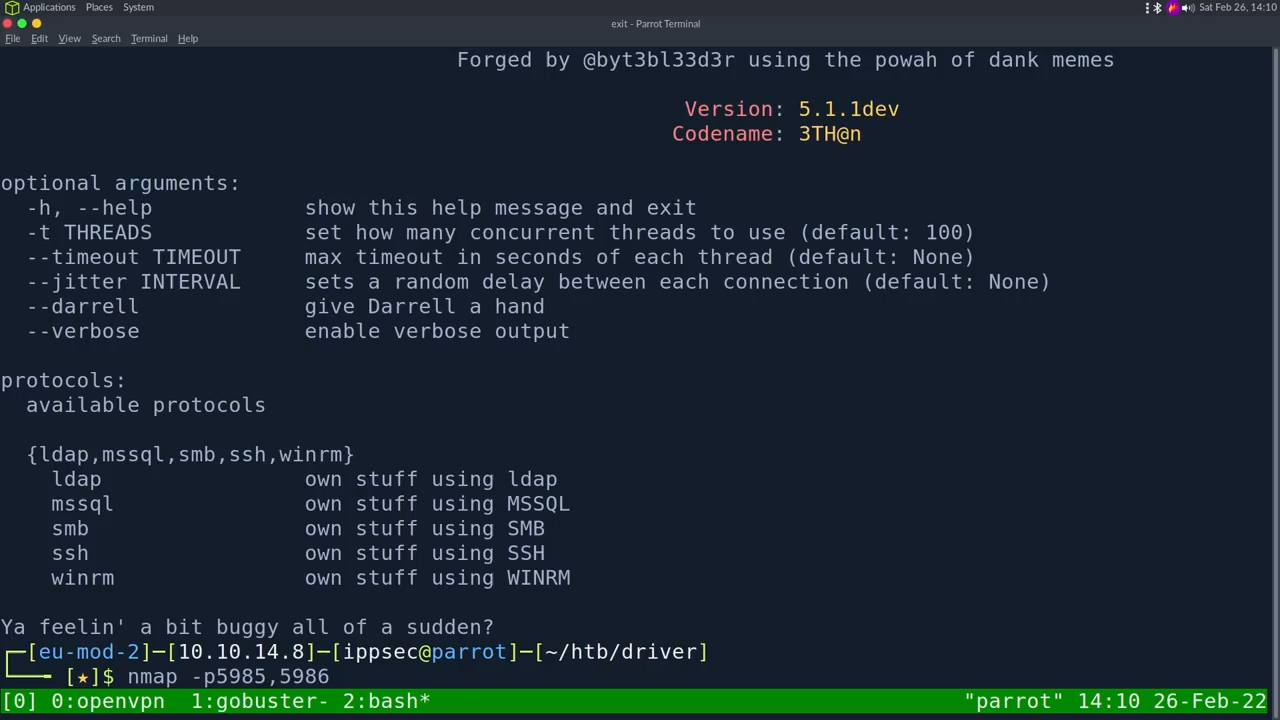 Applications Places System
Sat Feb 26, 14:10
exit - Parrot Terminal
File Edit View Search Terminal Help
Forged by @byt3bl33d3r using the powah of dank memes
Version: 5.1.1dev
Codename: 3TH@n
optional arguments:
-h, --help show this help message and exit
-t THREADS set how many concurrent threads to use (default: 100)
--timeout TIMEOUT max timeout in seconds of each thread (default: None)
--jitter INTERVAL sets a random delay between each connection (default: None)
--darrell give Darrell a hand
--verbose enable verbose output
protocols:
available protocols
{ldap,mssql,smb,ssh,winrm}
ldap own stuff using ldap
mssql own stuff using MSSQL
smb own stuff using SMB
ssh own stuff using SSH
winrm own stuff using WINRM
Ya feelin' a bit buggy all of a sudden?
┌─[eu-mod-2]─[10.10.14.8]─[ippsec@parrot]─[~/htb/driver]
└──╼ [★]$ nmap -p5985,5986
[0] 0:openvpn 1:gobuster- 2:bash* "parrot" 14:10 26-Feb-22